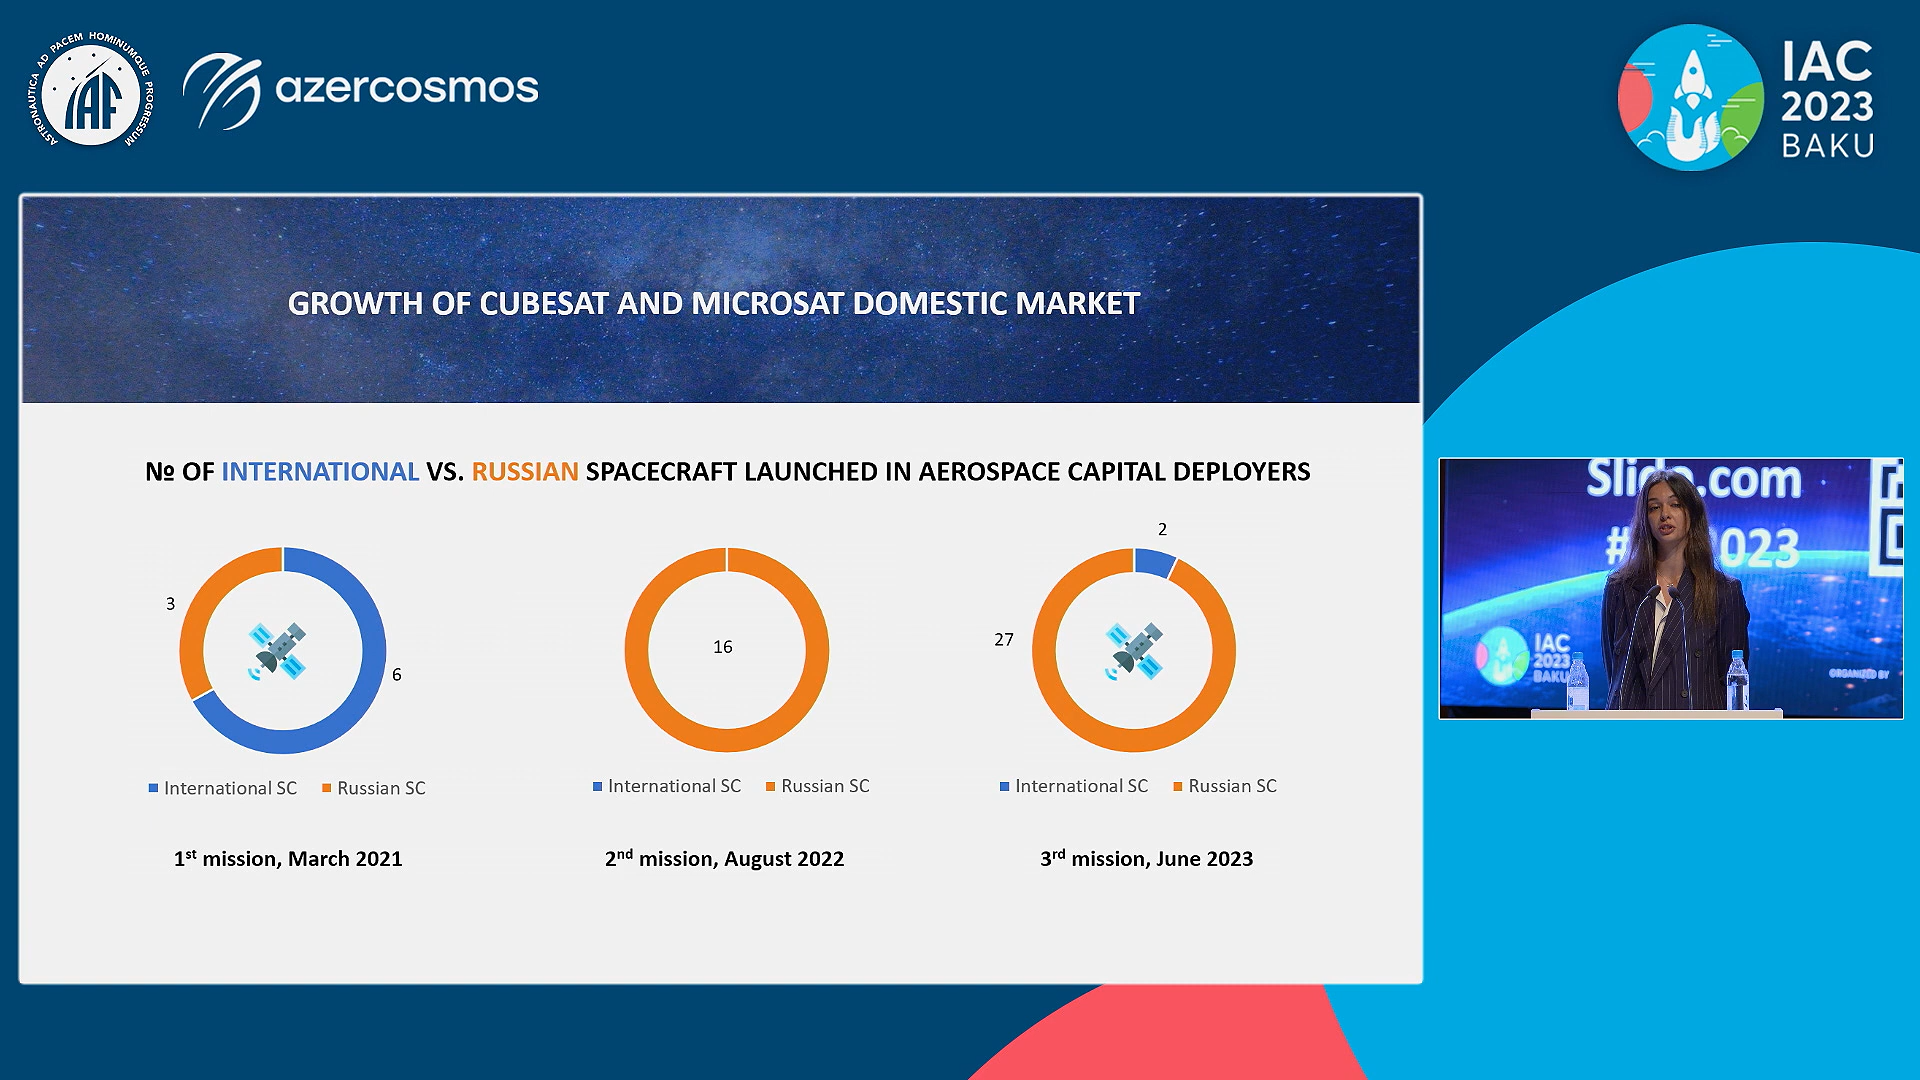 ASTRONAUTICA AD PACEM HOMINUMQUE PROGRESSUM
IAF
azercosmos
IAC
2023
BAKU
GROWTH OF CUBESAT AND MICROSAT DOMESTIC MARKET
№ OF INTERNATIONAL VS. RUSSIAN SPACECRAFT LAUNCHED IN AEROSPACE CAPITAL DEPLOYERS
3
6
International SC
Russian SC
1st mission, March 2021
16
International SC
Russian SC
2nd mission, August 2022
2
27
International SC
Russian SC
3rd mission, June 2023
Slido.com
# 023
IAC
2023
BAKU
ORGANIZED BY